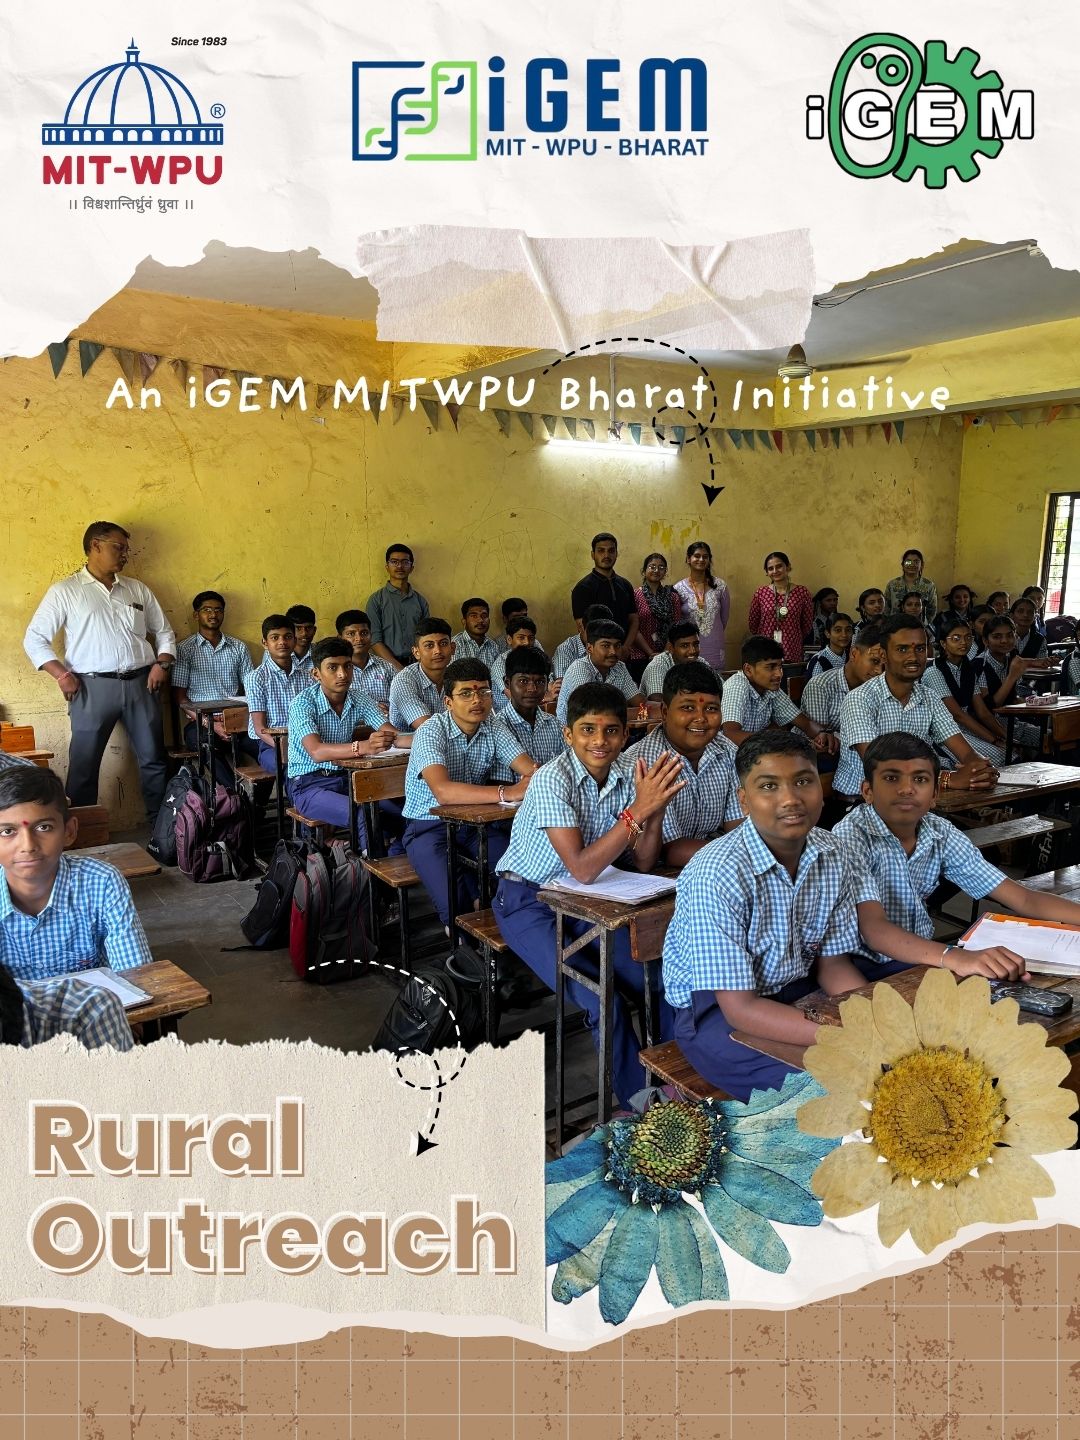 Since 1983
®
MIT-WPU
।। विश्वशान्तिर्ध्रुवं ध्रुवा ।।
iGEM
MIT - WPU - BHARAT
iGEM
An iGEM MITWPU Bharat Initiative
Rural
Outreach